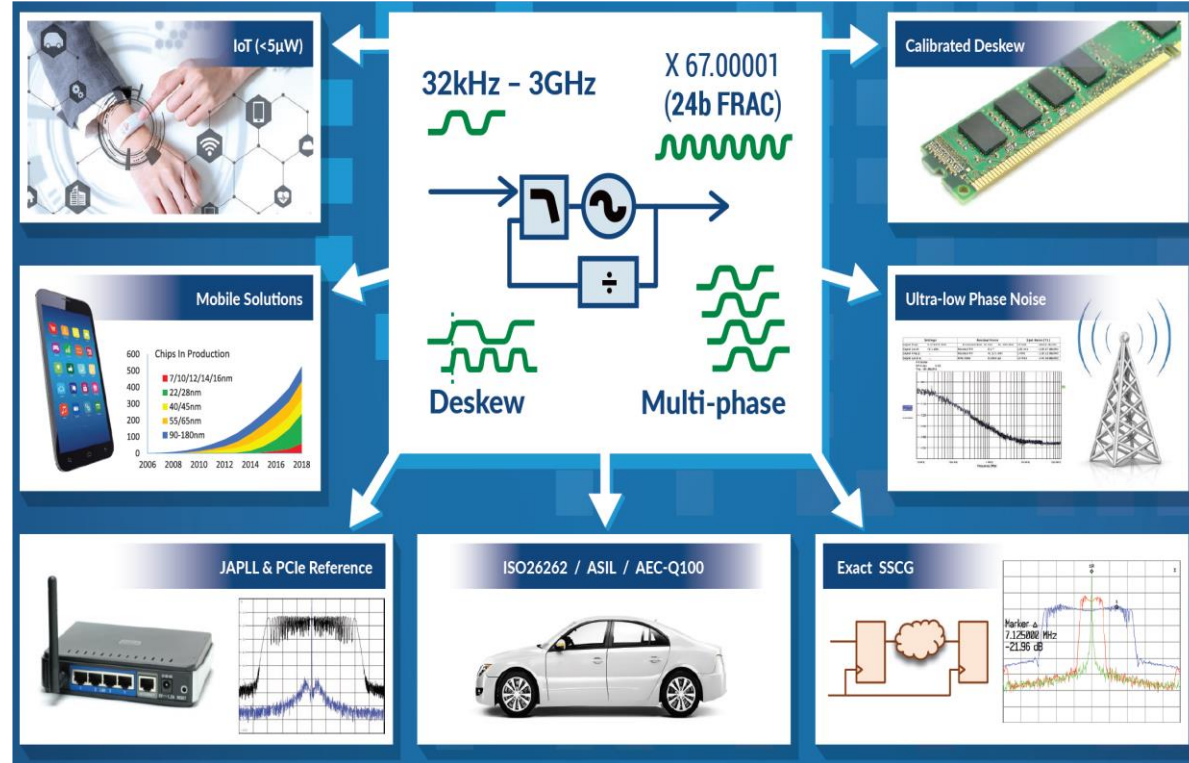 IoT (<5µW)
32kHz – 3GHz
X 67.00001
(24b FRAC)
Calibrated Deskew
Mobile Solutions
Chips In Production
600
500
400
300
200
100
0
7/10/12/14/16nm
22/28nm
40/45nm
55/65nm
90-180nm
2006 2008 2010 2012 2014 2016 2018
÷
Deskew
Multi-phase
Ultra-low Phase Noise
JAPLL & PCIe Reference
ISO26262 / ASIL / AEC-Q100
Exact SSCG
Marker △
7.125000 MHz
-21.96 dB